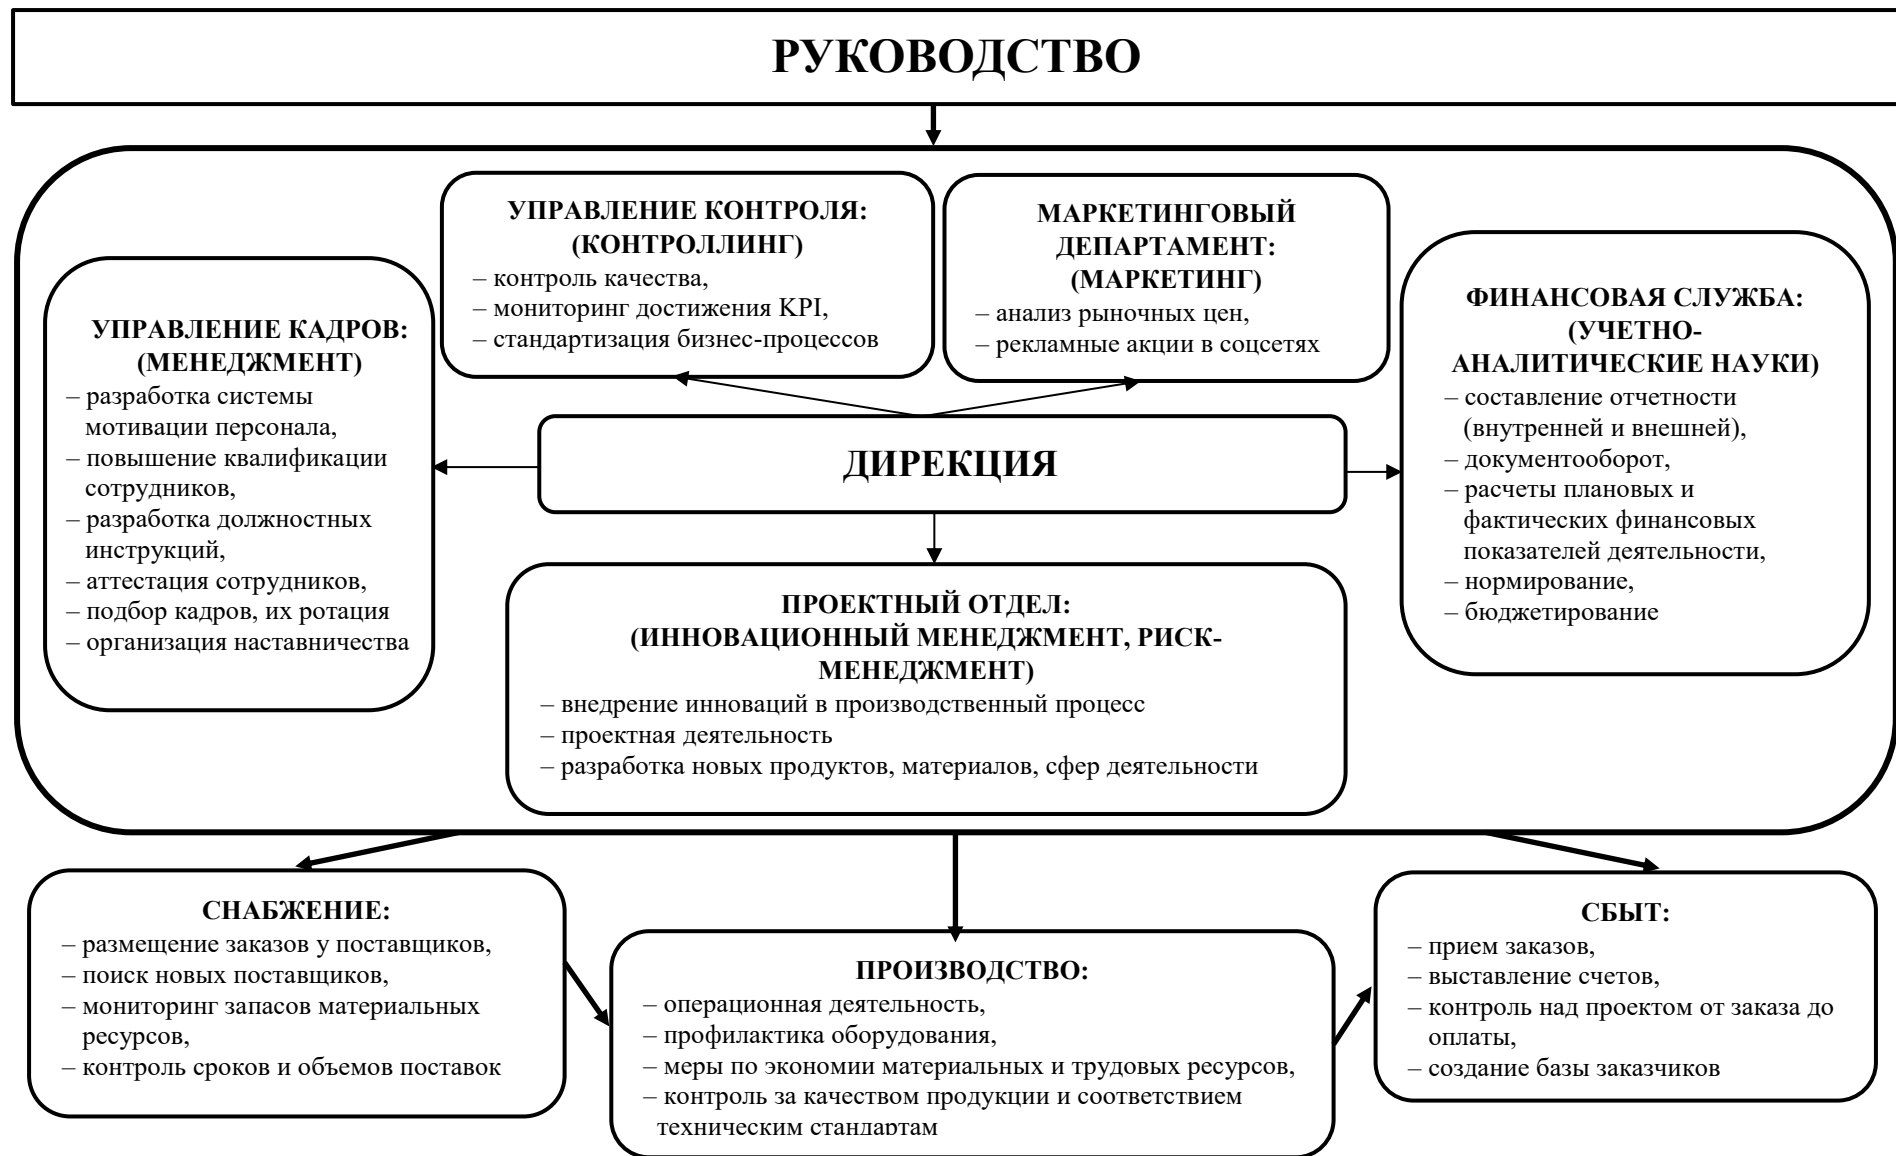 РУКОВОДСТВО
УПРАВЛЕНИЕ КОНТРОЛЯ:
(КОНТРОЛЛИНГ)
– контроль качества,
– мониторинг достижения KPI,
– стандартизация бизнес-процессов
МАРКЕТИНГОВЫЙ
ДЕПАРТАМЕНТ:
(МАРКЕТИНГ)
– анализ рыночных цен,
– рекламные акции в соцсетях
УПРАВЛЕНИЕ КАДРОВ:
(МЕНЕДЖМЕНТ)
– разработка системы
мотивации персонала,
– повышение квалификации
сотрудников,
– разработка должностных
инструкций,
– аттестация сотрудников,
– подбор кадров, их ротация
– организация наставничества
ДИРЕКЦИЯ
ФИНАНСОВАЯ СЛУЖБА:
(УЧЕТНО-
АНАЛИТИЧЕСКИЕ НАУКИ)
– составление отчетности
(внутренней и внешней),
– документооборот,
– расчеты плановых и
фактических финансовых
показателей деятельности,
– нормирование,
– бюджетирование
ПРОЕКТНЫЙ ОТДЕЛ:
(ИННОВАЦИОННЫЙ МЕНЕДЖМЕНТ, РИСК-
МЕНЕДЖМЕНТ)
– внедрение инноваций в производственный процесс
– проектная деятельность
– разработка новых продуктов, материалов, сфер деятельности
СНАБЖЕНИЕ:
– размещение заказов у поставщиков,
– поиск новых поставщиков,
– мониторинг запасов материальных
ресурсов,
– контроль сроков и объемов поставок
ПРОИЗВОДСТВО:
– операционная деятельность,
– профилактика оборудования,
– меры по экономии материальных и трудовых ресурсов,
– контроль за качеством продукции и соответствием
техническим стандартам
СБЫТ:
– прием заказов,
– выставление счетов,
– контроль над проектом от заказа до
оплаты,
– создание базы заказчиков